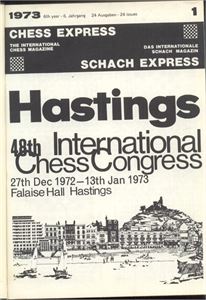 1973 6th year - 6. Jahrgang 24 Ausgaben - 24 issues 1
CHESS EXPRESS
THE INTERNATIONAL DAS INTERNATIONALE
CHESS MAGAZINE SCHACH MAGAZIN
SCHACH EXPRESS
Hastings
48th International
Chess Congress
27th Dec 1972–13th Jan 1973
Falaise Hall Hastings